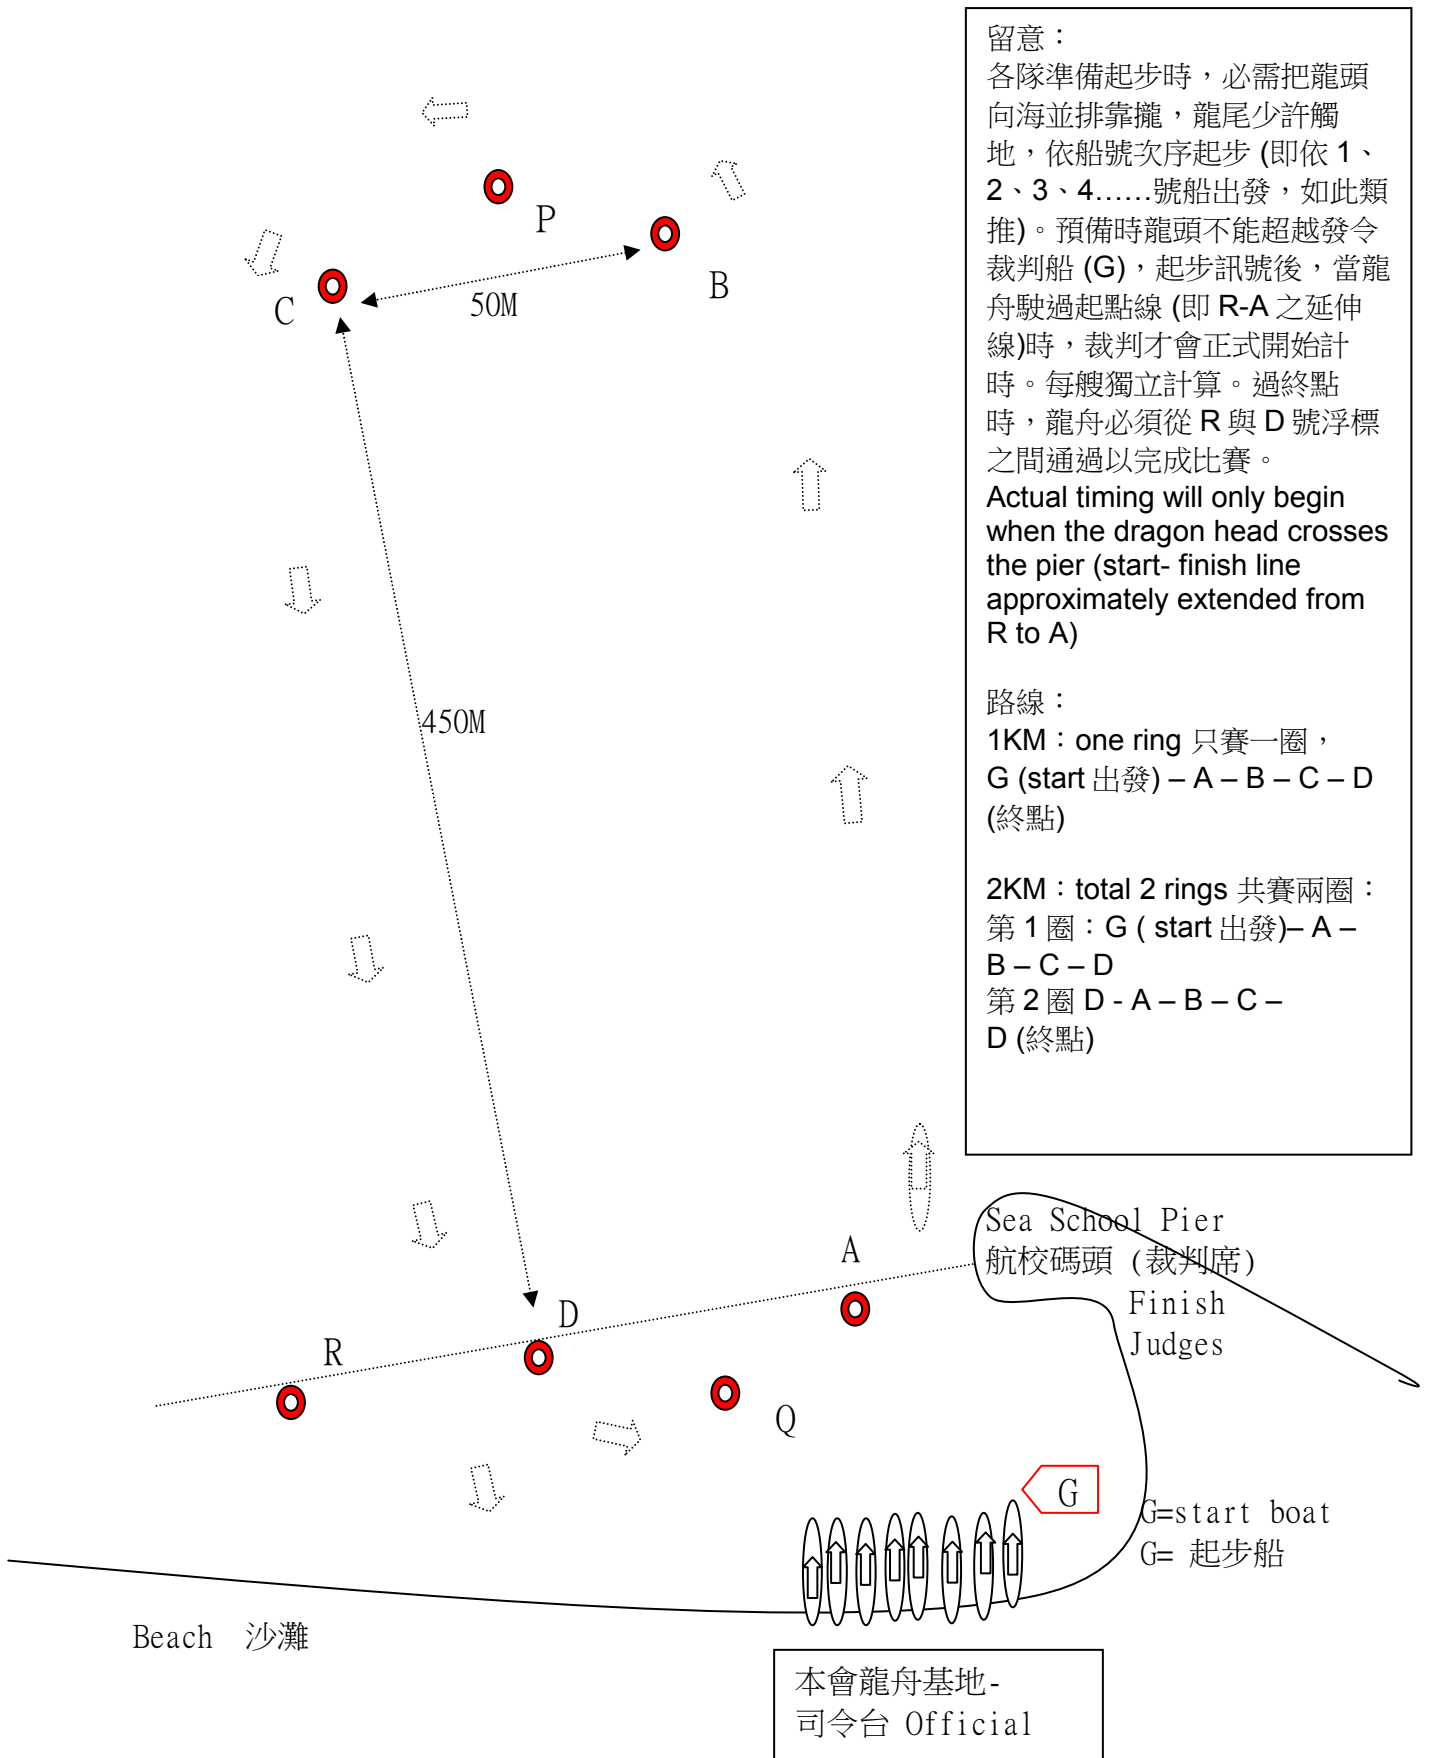 留意：
各隊準備起步時，必需把龍頭
向海並排靠攏，龍尾少許觸
地，依船號次序起步 (即依 1、
2、3、4......號船出發，如此類
推)。預備時龍頭不能超越發令
裁判船 (G)，起步訊號後，當龍
舟駛過起點線 (即 R-A 之延伸
線)時，裁判才會正式開始計
時。每艘獨立計算。過終點
時，龍舟必須從 R 與 D 號浮標
之間通過以完成比賽。
Actual timing will only begin
when the dragon head crosses
the pier (start- finish line
approximately extended from
R to A)
路線：
1KM：one ring 只賽一圈，
G (start 出發) – A – B – C – D
(終點)
2KM：total 2 rings 共賽兩圈：
第 1 圈：G ( start 出發)– A –
B – C – D
第 2 圈 D - A – B – C –
D (終點)
P
B
C
50M
450M
Sea School Pier
航校碼頭 (裁判席)
Finish
Judges
A
D
R
Q
G
G=start boat
G= 起步船
Beach 沙灘
本會龍舟基地-
司令台 Official